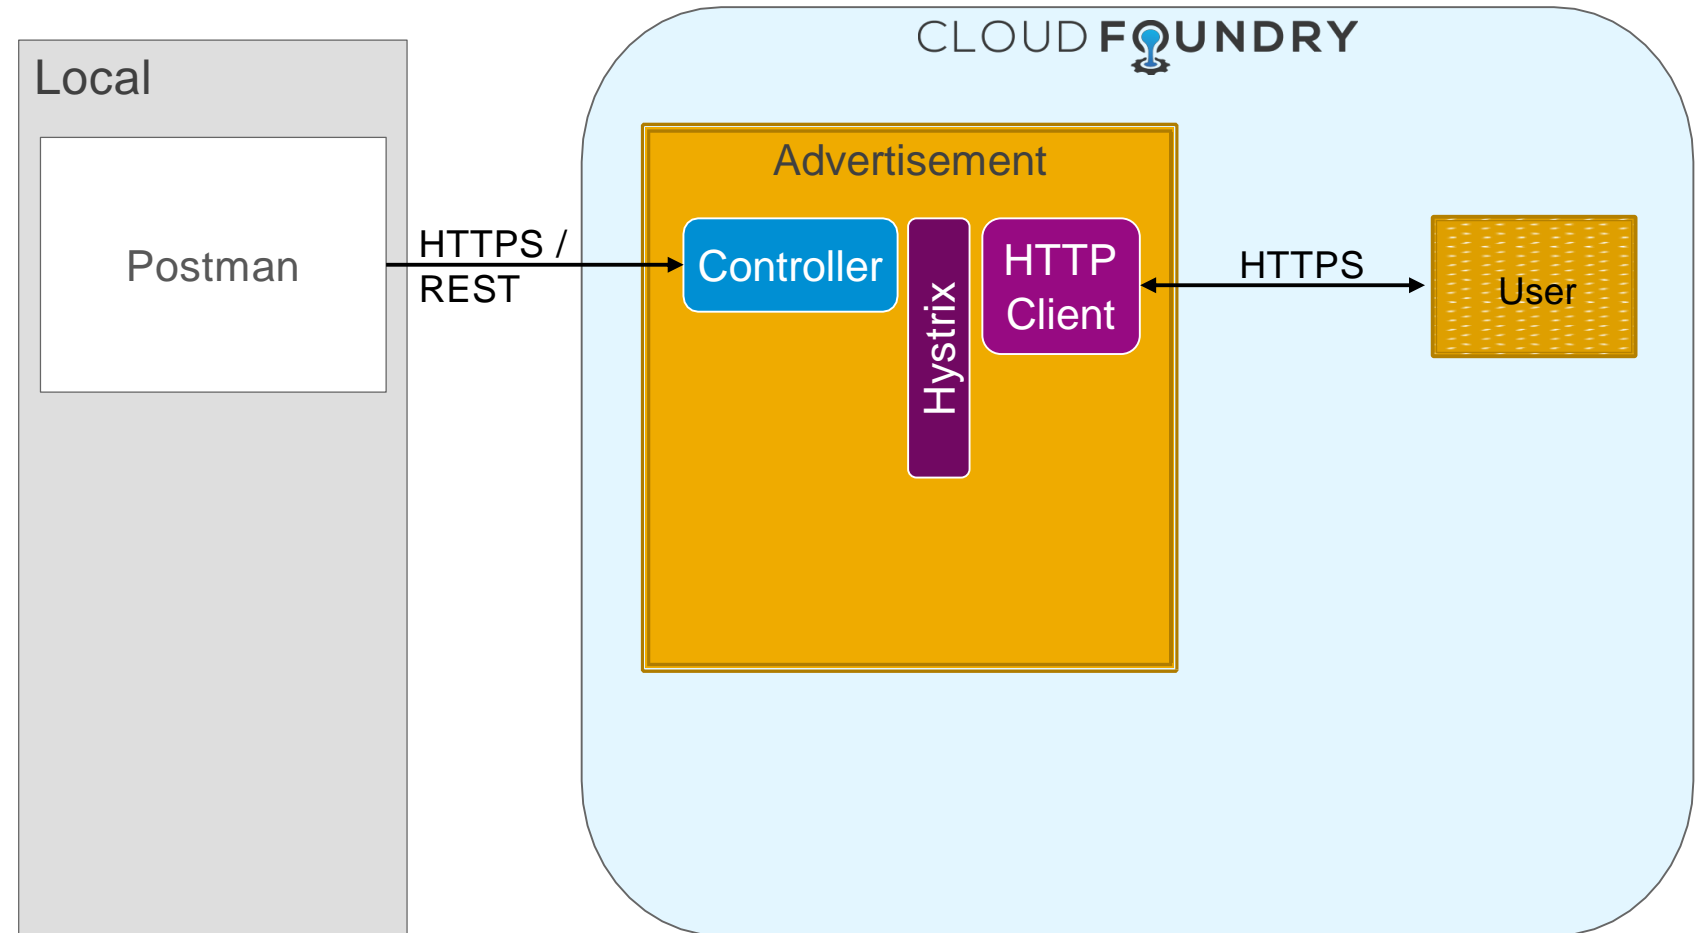 CLOUD FOUNDRY
Local
Advertisement
Postman
HTTPS /
REST
Controller
Hystrix
HTTP
Client
HTTPS
User